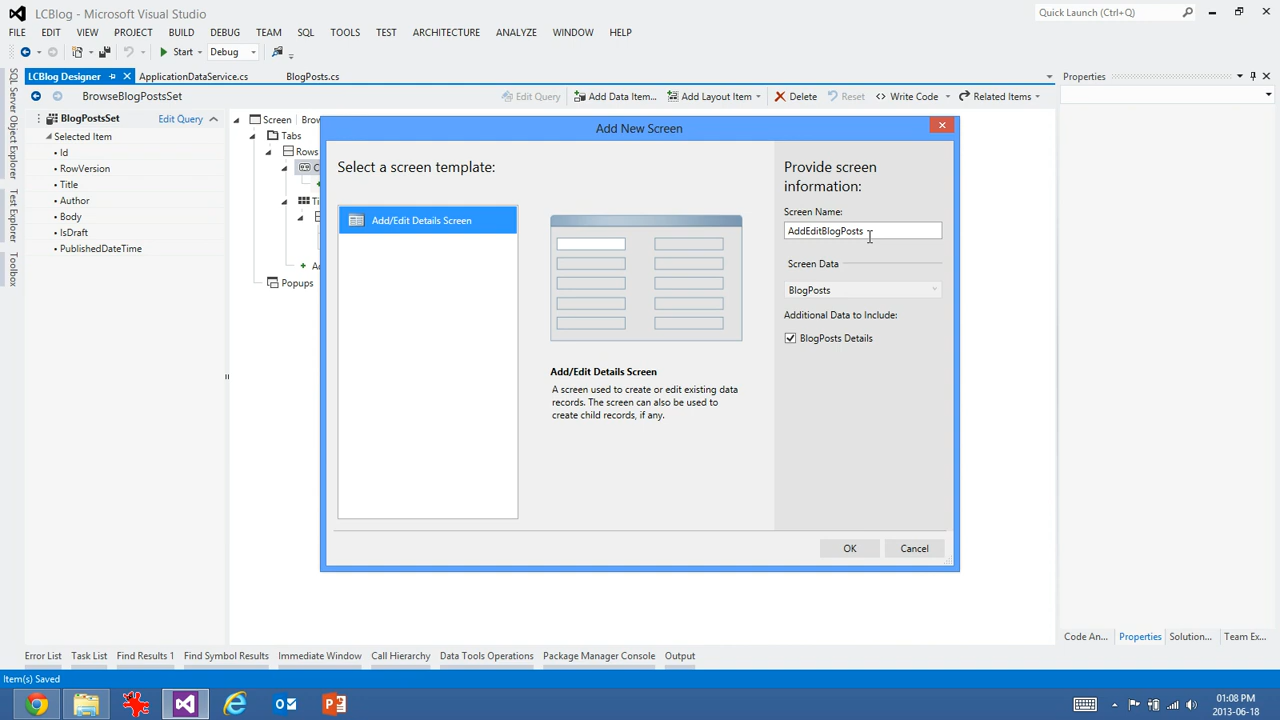 LCBlog - Microsoft Visual Studio
Quick Launch (Ctrl+Q)
FILE EDIT VIEW PROJECT BUILD DEBUG TEAM SQL TOOLS TEST ARCHITECTURE ANALYZE WINDOW HELP
Start Debug
SQL Server Object Explorer
Test Explorer
Toolbox
LCBlog Designer ApplicationDataService.cs BlogPosts.cs
BrowseBlogPostsSet
Edit Query Add Data Item... Add Layout Item Delete Reset Write Code Related Items
BlogPostsSet Edit Query
Selected Item
Id
RowVersion
Title
Author
Body
IsDraft
PublishedDateTime
Screen
Tabs
Rows
Popups
Add New Screen
Select a screen template:
Add/Edit Details Screen
Add/Edit Details Screen
A screen used to create or edit existing data
records. The screen can also be used to
create child records, if any.
Provide screen
information:
Screen Name:
AddEditBlogPosts
Screen Data
BlogPosts
Additional Data to Include:
BlogPosts Details
OK Cancel
Properties
Code An... Properties Solution... Team Ex...
Error List Task List Find Results 1 Find Symbol Results Immediate Window Call Hierarchy Data Tools Operations Package Manager Console Output
Item(s) Saved
01:08 PM
2013-06-18